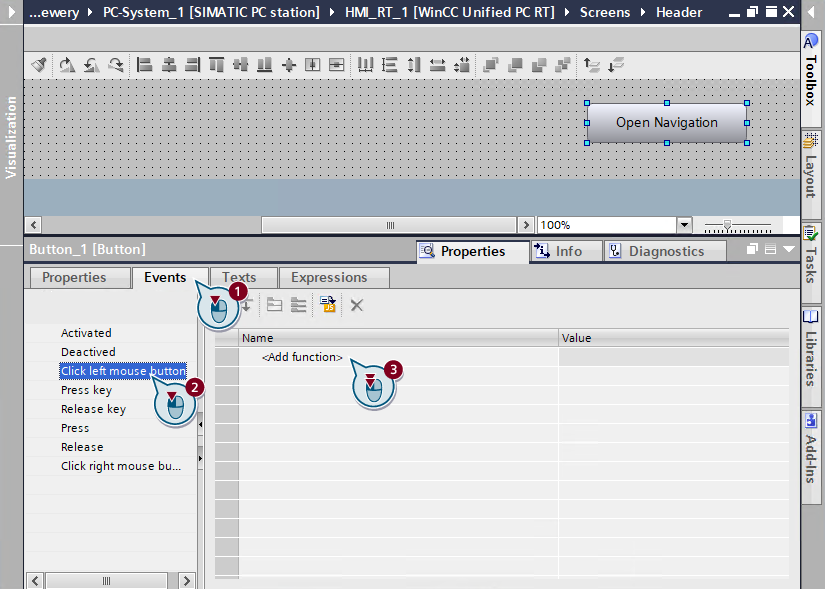 ...ewery PC-System_1 [SIMATIC PC station] HMI_RT_1 [WinCC Unified PC RT] Screens Header
Visualization
Open Navigation
100%
Toolbox
Layout
Tasks
Libraries
Add-Ins
Button_1 [Button]
Properties Info Diagnostics
Properties Events Texts Expressions
1
JS
Name Value
Activated
Deactived
<Add function>
Click left mouse button
3
Press key
2
Release key
Press
Release
Click right mouse bu...